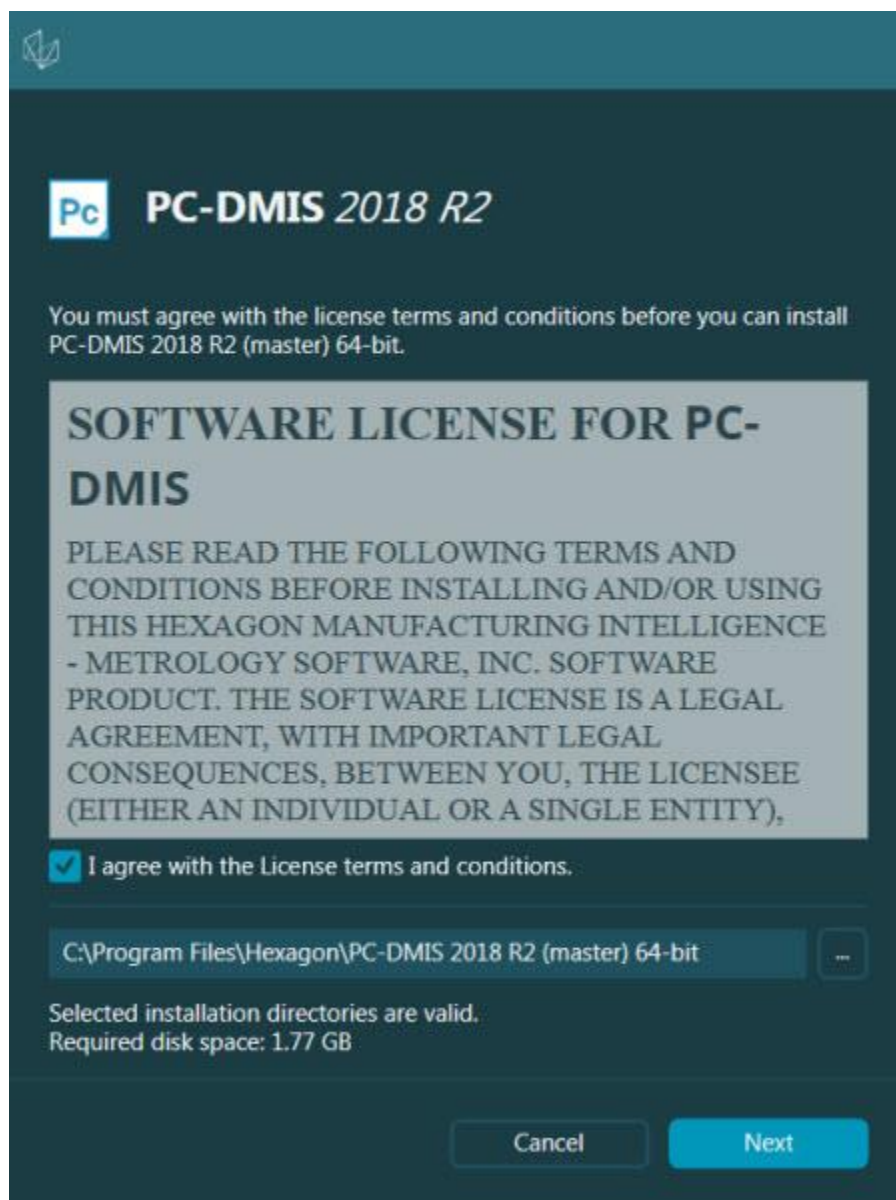 Pc
PC-DMIS 2018 R2
You must agree with the license terms and conditions before you can install
PC-DMIS 2018 R2 (master) 64-bit.
SOFTWARE LICENSE FOR PC-
DMIS
PLEASE READ THE FOLLOWING TERMS AND
CONDITIONS BEFORE INSTALLING AND/OR USING
THIS HEXAGON MANUFACTURING INTELLIGENCE
- METROLOGY SOFTWARE, INC. SOFTWARE
PRODUCT. THE SOFTWARE LICENSE IS A LEGAL
AGREEMENT, WITH IMPORTANT LEGAL
CONSEQUENCES, BETWEEN YOU, THE LICENSEE
(EITHER AN INDIVIDUAL OR A SINGLE ENTITY),
I agree with the License terms and conditions.
C:\Program Files\Hexagon\PC-DMIS 2018 R2 (master) 64-bit
...
Selected installation directories are valid.
Required disk space: 1.77 GB
Cancel
Next